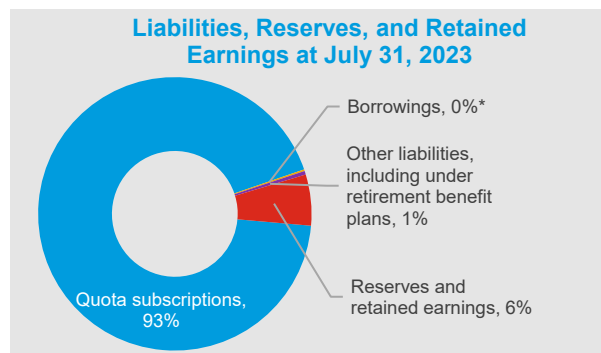 Liabilities, Reserves, and Retained
Earnings at July 31, 2023
Borrowings, 0%*
Other liabilities,
including under
retirement benefit
plans, 1%
Reserves and
retained earnings, 6%
Quota subscriptions,
93%